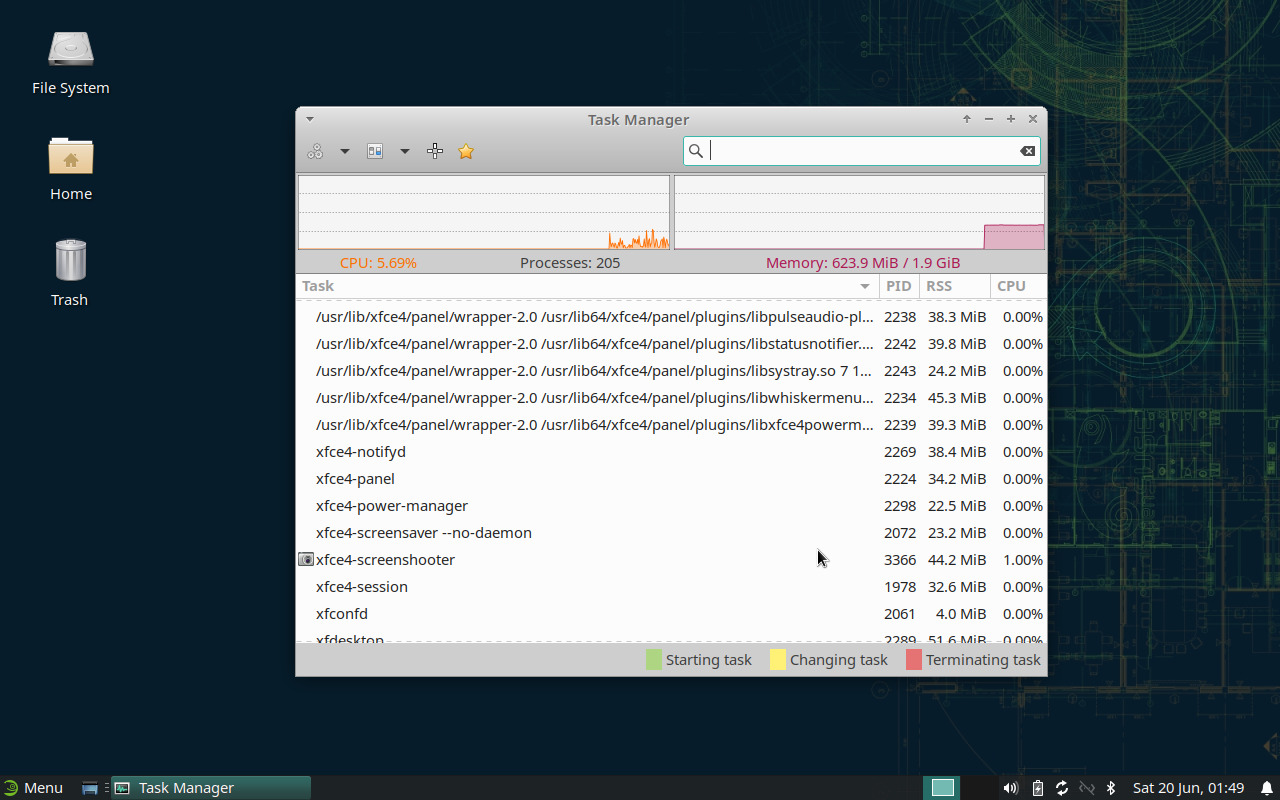 File System
Home
Trash
Task Manager
CPU: 5.69%
Processes: 205
Memory: 623.9 MiB / 1.9 GiB
Task PID RSS CPU
/usr/lib/xfce4/panel/wrapper-2.0 /usr/lib64/xfce4/panel/plugins/libpulseaudio-pl... 2238 38.3 MiB 0.00%
/usr/lib/xfce4/panel/wrapper-2.0 /usr/lib64/xfce4/panel/plugins/libstatusnotifier.... 2242 39.8 MiB 0.00%
/usr/lib/xfce4/panel/wrapper-2.0 /usr/lib64/xfce4/panel/plugins/libsystray.so 7 1... 2243 24.2 MiB 0.00%
/usr/lib/xfce4/panel/wrapper-2.0 /usr/lib64/xfce4/panel/plugins/libwhiskermenu... 2234 45.3 MiB 0.00%
/usr/lib/xfce4/panel/wrapper-2.0 /usr/lib64/xfce4/panel/plugins/libxfce4powerm... 2239 39.3 MiB 0.00%
xfce4-notifyd 2269 38.4 MiB 0.00%
xfce4-panel 2224 34.2 MiB 0.00%
xfce4-power-manager 2298 22.5 MiB 0.00%
xfce4-screensaver --no-daemon 2072 23.2 MiB 0.00%
xfce4-screenshooter 3366 44.2 MiB 1.00%
xfce4-session 1978 32.6 MiB 0.00%
xfconfd 2061 4.0 MiB 0.00%
xfdesktop 2289 51.6 MiB 0.00%
Starting task Changing task Terminating task
Menu Task Manager Sat 20 Jun, 01:49